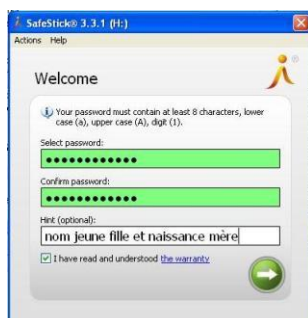 SafeStick® 3.3.1 (H:)
Actions Help
Welcome
Your password must contain at least 8 characters, lower
case (a), upper case (A), digit (1).
Select password:
●●●●●●●●●●●●
Confirm password:
●●●●●●●●●●●●
Hint (optional):
nom jeune fille et naissance mère
I have read and understood the warranty